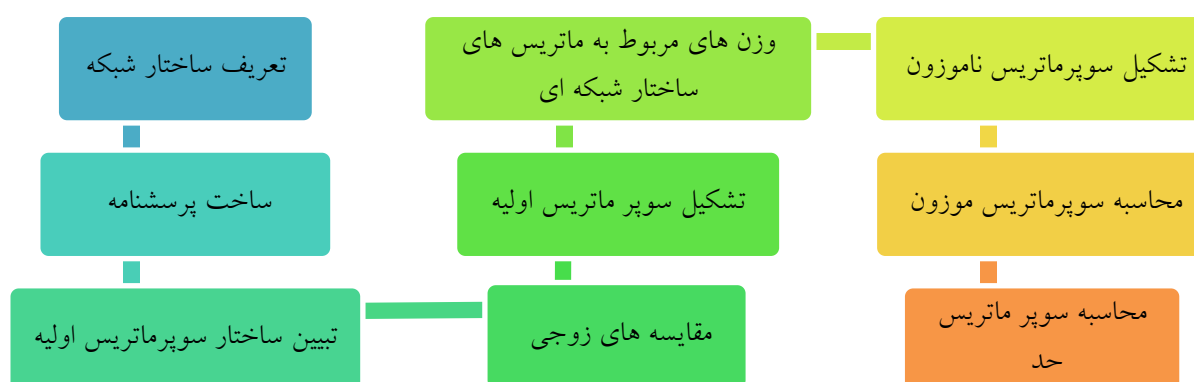 تعریف ساختار شبکه
ساخت پرسشنامه
تبیین ساختار سوپرماتریس اولیه
مقایسه های زوجی
تشکیل سوپر ماتریس اولیه
وزن های مربوط به ماتریس های
ساختار شبکه ای
تشکیل سوپرماتریس ناموزون
محاسبه سوپرماتریس موزون
محاسبه سوپر ماتریس
حد